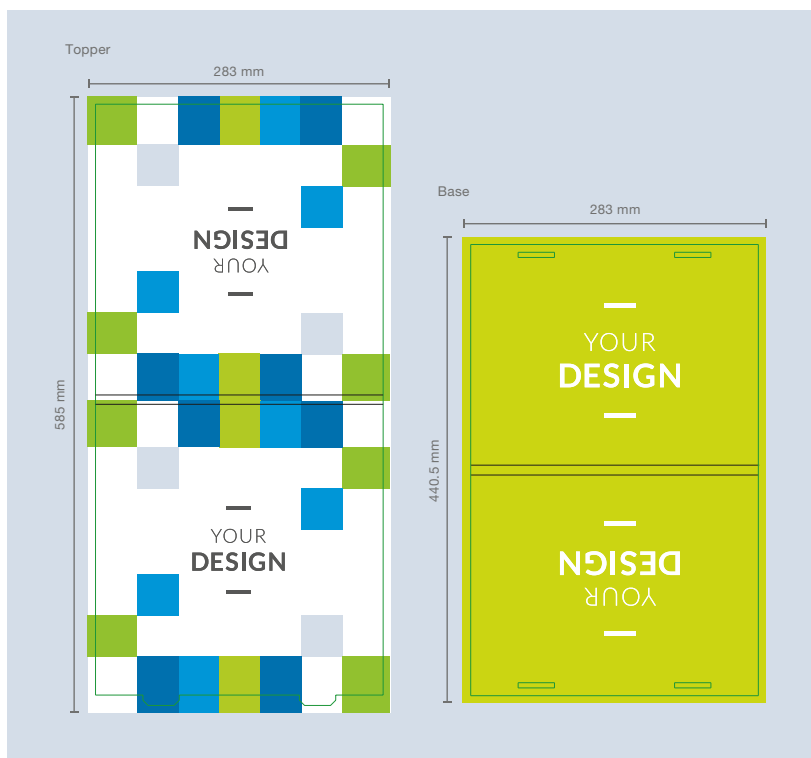 Topper
283 mm
585 mm
YOUR
DESIGN
YOUR
DESIGN
Base
283 mm
440.5 mm
YOUR
DESIGN
YOUR
DESIGN